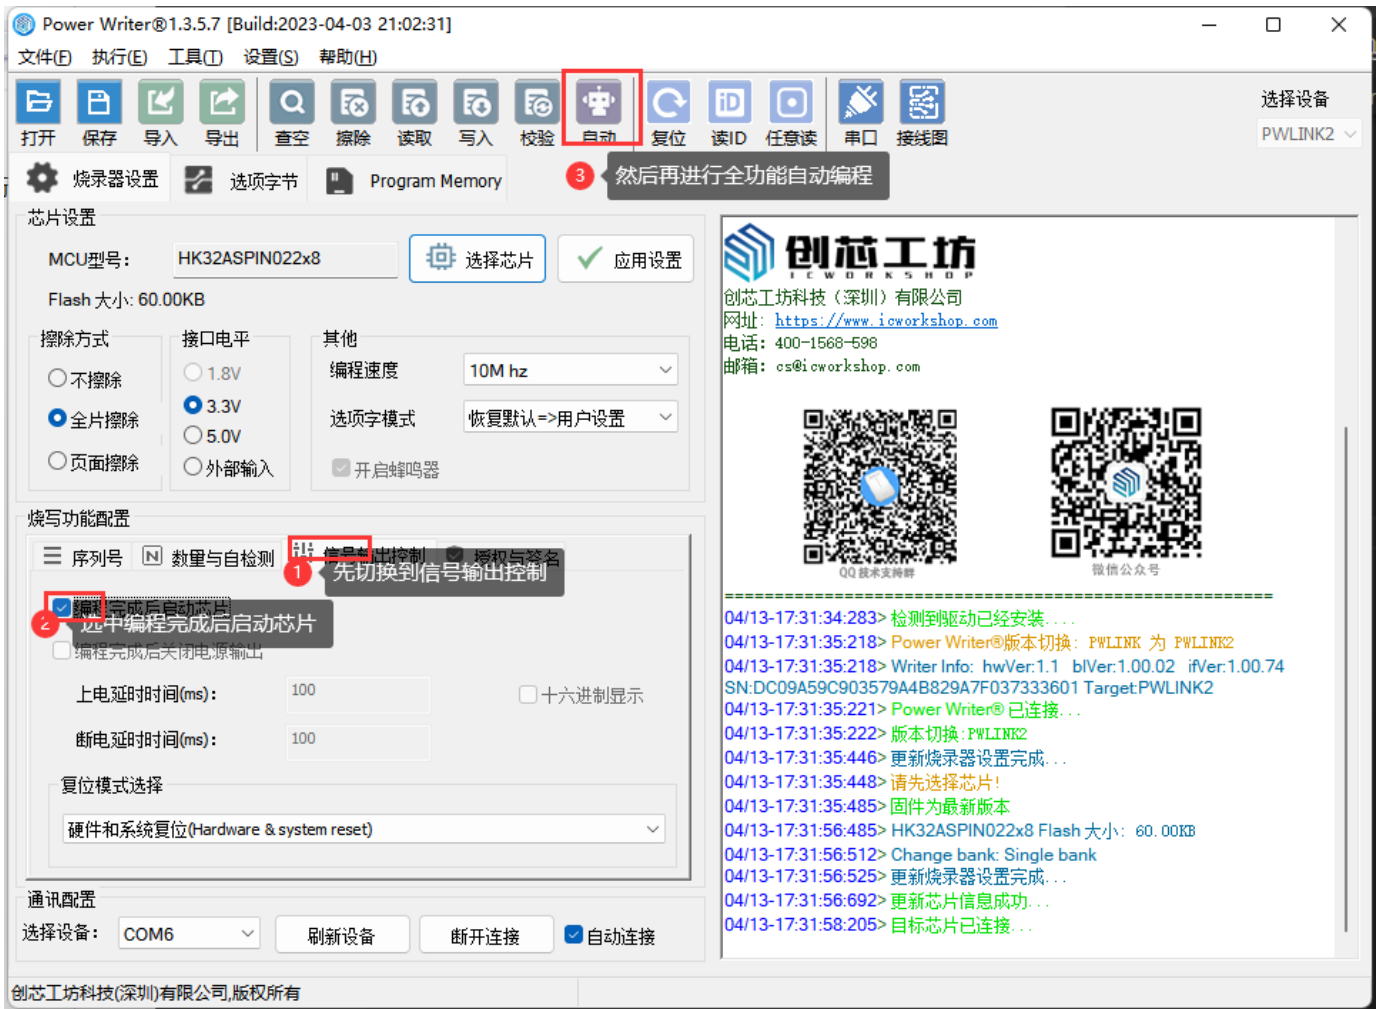 Power Writer®1.3.5.7 [Build:2023-04-03 21:02:31]
文件(F) 执行(E) 工具(T) 设置(S) 帮助(H)
打开 保存 导入 导出 查空 擦除 读取 写入 校验 自动 复位 读ID 任意读 串口 接线图
选择设备
PWLINK2
烧录器设置 选项字节 Program Memory
3 然后再进行全功能自动编程
芯片设置
MCU型号： HK32ASPIN022x8 选择芯片 应用设置
Flash 大小: 60.00KB
擦除方式 接口电平 其他
不擦除
全片擦除
页面擦除
1.8V
3.3V
5.0V
外部输入
编程速度 10M hz
选项字模式 恢复默认=>用户设置
开启蜂鸣器
烧写功能配置
序列号 数量与自检测 信号输出控制 授权与签名
1 先切换到信号输出控制
编程完成后启动芯片
2 选中编程完成后启动芯片
编程完成后关闭电源输出
上电延时时间(ms)： 100 十六进制显示
断电延时时间(ms)： 100
复位模式选择
硬件和系统复位(Hardware & system reset)
通讯配置
选择设备： COM6 刷新设备 断开连接 自动连接
创芯工坊科技(深圳)有限公司,版权所有
创芯工坊
ICWORKSHOP
创芯工坊科技（深圳）有限公司
网址: https://www.icworkshop.com
电话: 400-1568-598
邮箱: cs@icworkshop.com
QQ技术支持群 微信公众号
==================================================
04/13-17:31:34:283> 检测到驱动已经安装....
04/13-17:31:35:218> Power Writer®版本切换: PWLINK 为 PWLINK2
04/13-17:31:35:218> Writer Info: hwVer:1.1 blVer:1.00.02 ifVer:1.00.74
SN:DC09A59C903579A4B829A7F037333601 Target:PWLINK2
04/13-17:31:35:221> Power Writer® 已连接...
04/13-17:31:35:222> 版本切换:PWLINK2
04/13-17:31:35:446> 更新烧录器设置完成...
04/13-17:31:35:448> 请先选择芯片!
04/13-17:31:35:485> 固件为最新版本
04/13-17:31:56:485> HK32ASPIN022x8 Flash 大小: 60.00KB
04/13-17:31:56:512> Change bank: Single bank
04/13-17:31:56:525> 更新烧录器设置完成...
04/13-17:31:56:692> 更新芯片信息成功...
04/13-17:31:58:205> 目标芯片已连接...